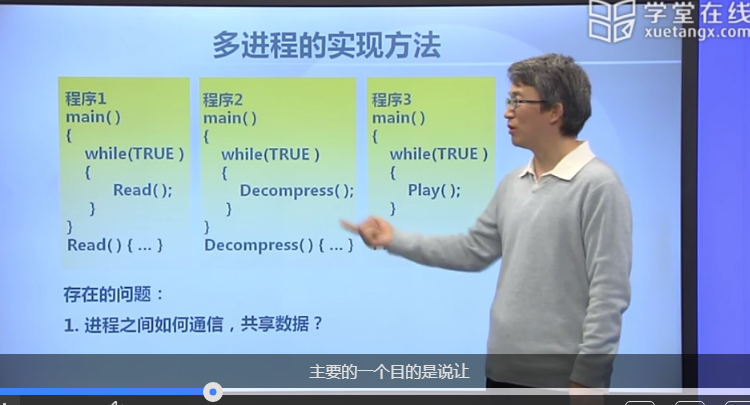 学堂在线
xuetangx.com
多进程的实现方法
程序1
main( )
{
while(TRUE )
{
Read( );
}
}
Read( ) { ... }
程序2
main( )
{
while(TRUE )
{
Decompress( );
}
}
Decompress( ) { ... }
程序3
main( )
{
while(TRUE )
{
Play( );
}
存在的问题：
1. 进程之间如何通信，共享数据？
主要的一个目的是说让